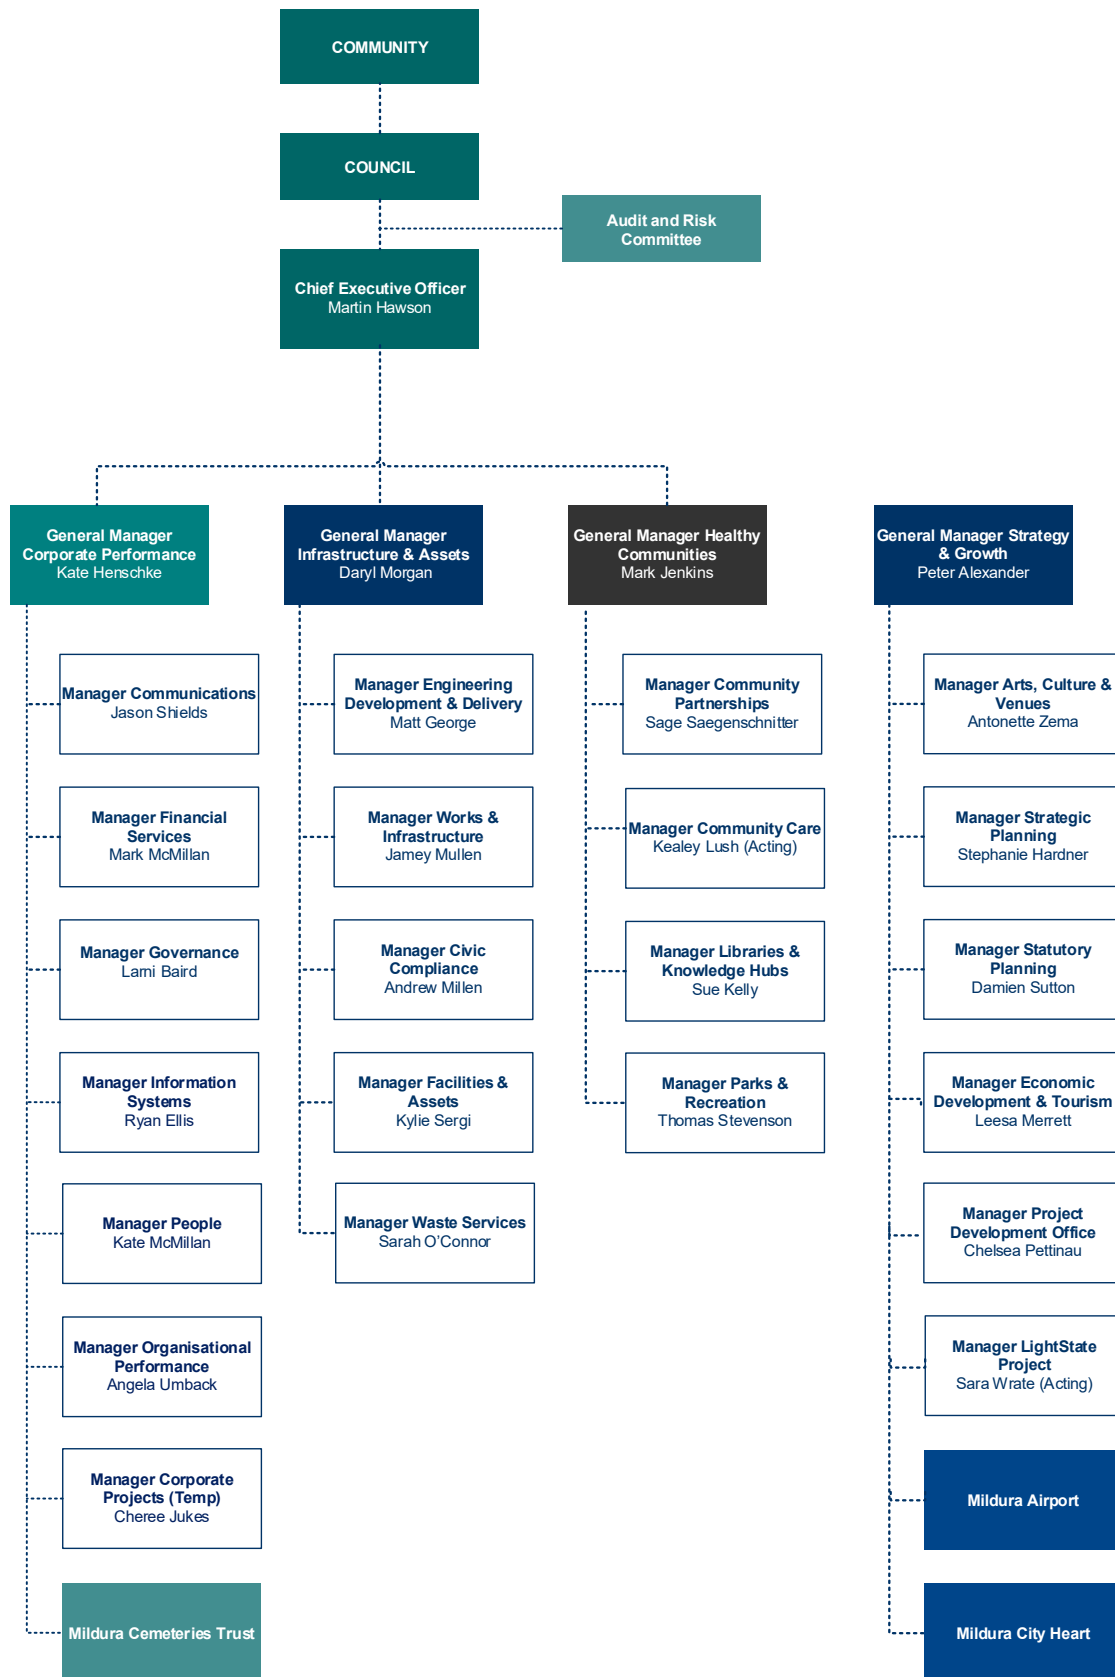 COMMUNITY
COUNCIL
Audit and Risk
Committee
Chief Executive Officer
Martin Hawson
General Manager
Corporate Performance
Kate Henschke
General Manager
Infrastructure & Assets
Daryl Morgan
General Manager Healthy
Communities
Mark Jenkins
General Manager Strategy
& Growth
Peter Alexander
Manager Communications
Jason Shields
Manager Financial
Services
Mark McMillan
Manager Governance
Larni Baird
Manager Information
Systems
Ryan Ellis
Manager People
Kate McMillan
Manager Organisational
Performance
Angela Umback
Manager Corporate
Projects (Temp)
Cheree Jukes
Mildura Cemeteries Trust
Manager Engineering
Development & Delivery
Matt George
Manager Works &
Infrastructure
Jamey Mullen
Manager Civic
Compliance
Andrew Millen
Manager Facilities &
Assets
Kylie Sergi
Manager Waste Services
Sarah O’Connor
Manager Community
Partnerships
Sage Saegenschnitter
Manager Community Care
Kealey Lush (Acting)
Manager Libraries &
Knowledge Hubs
Sue Kelly
Manager Parks &
Recreation
Thomas Stevenson
Manager Arts, Culture &
Venues
Antonette Zema
Manager Strategic
Planning
Stephanie Hardner
Manager Statutory
Planning
Damien Sutton
Manager Economic
Development & Tourism
Leesa Merrett
Manager Project
Development Office
Chelsea Pettinau
Manager LightState
Project
Sara Wrate (Acting)
Mildura Airport
Mildura City Heart